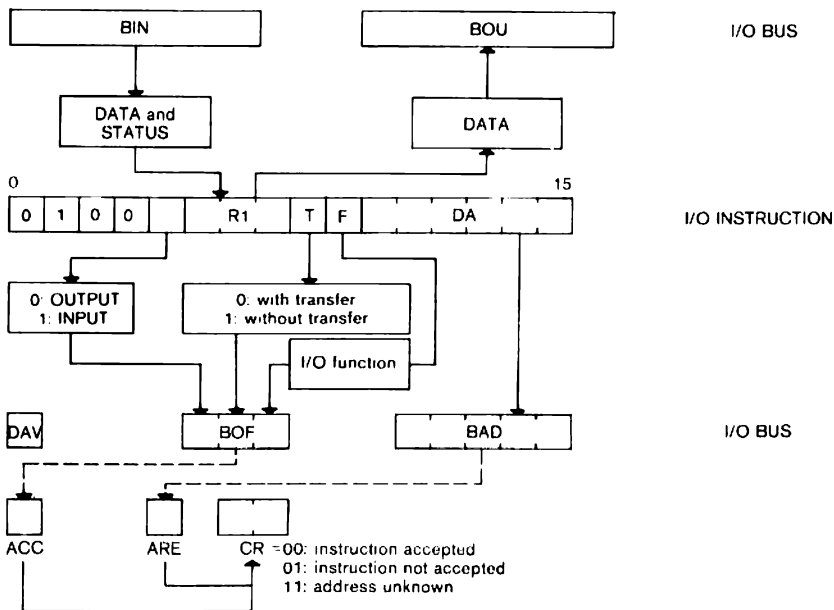 BIN BOU I/O BUS
DATA and
STATUS
DATA
0 15
0 1 0 0 R1 T F DA I/O INSTRUCTION
0: OUTPUT
1: INPUT
0: with transfer
1: without transfer
I/O function
DAV BOF BAD I/O BUS
ACC ARE CR =00: instruction accepted
01: instruction not accepted
11: address unknown